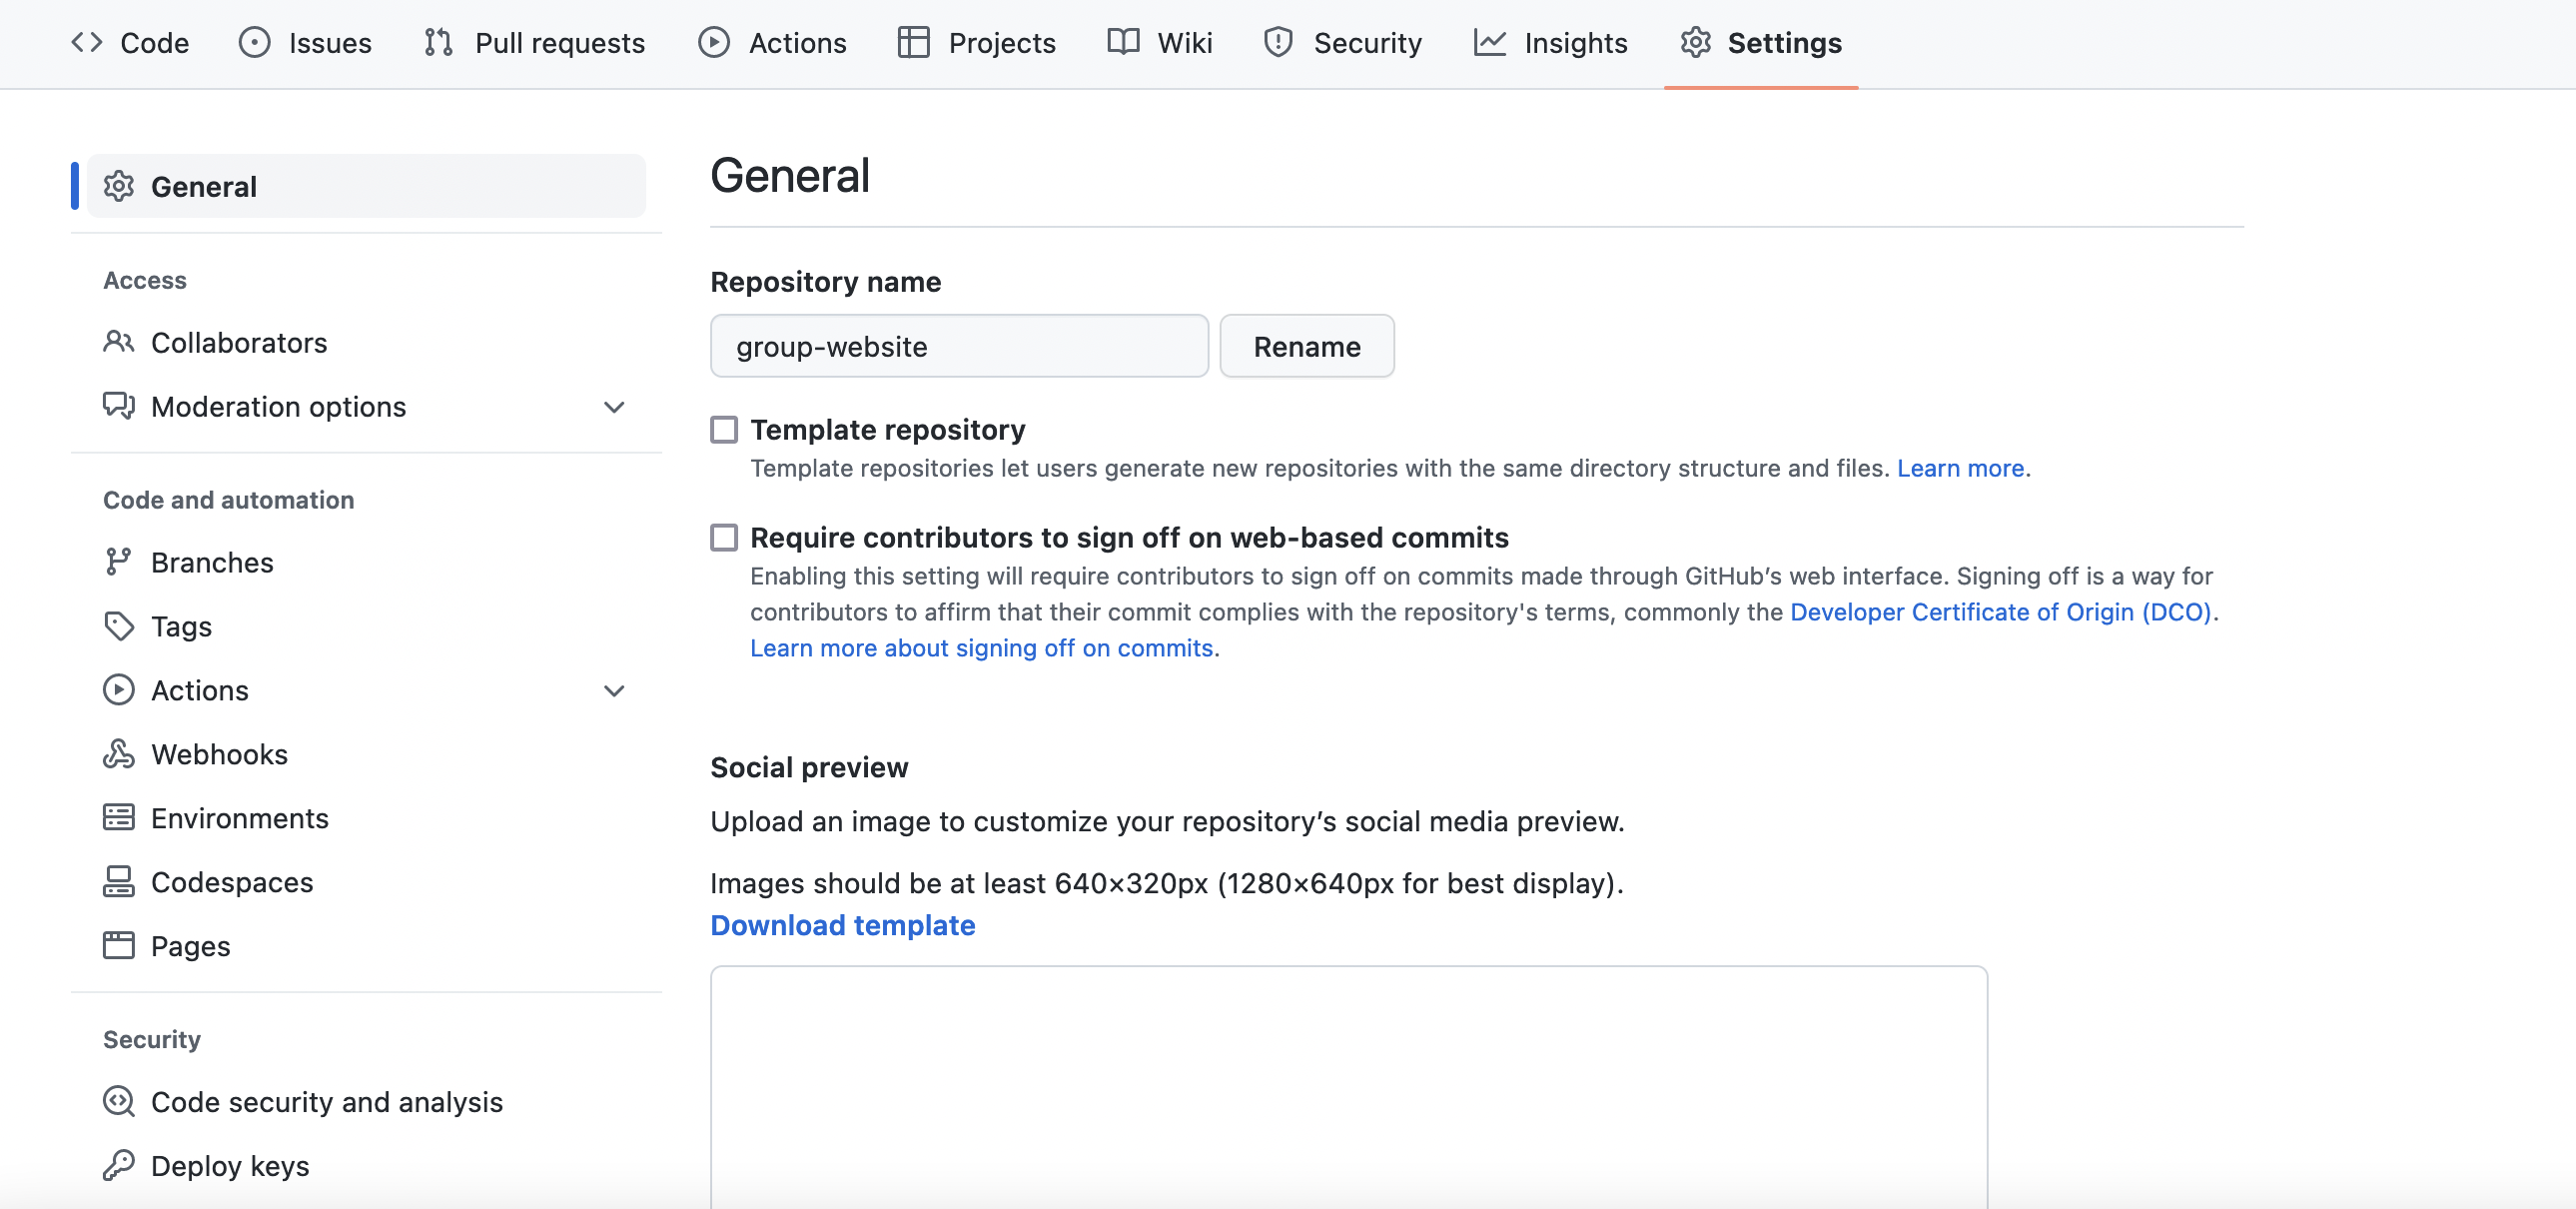 Code Issues Pull requests Actions Projects Wiki Security Insights Settings
General
Access
Collaborators
Moderation options
Code and automation
Branches
Tags
Actions
Webhooks
Environments
Codespaces
Pages
Security
Code security and analysis
Deploy keys
General
Repository name
group-website Rename
Template repository
Template repositories let users generate new repositories with the same directory structure and files. Learn more.
Require contributors to sign off on web-based commits
Enabling this setting will require contributors to sign off on commits made through GitHub’s web interface. Signing off is a way for
contributors to affirm that their commit complies with the repository's terms, commonly the Developer Certificate of Origin (DCO).
Learn more about signing off on commits.
Social preview
Upload an image to customize your repository’s social media preview.
Images should be at least 640×320px (1280×640px for best display).
Download template